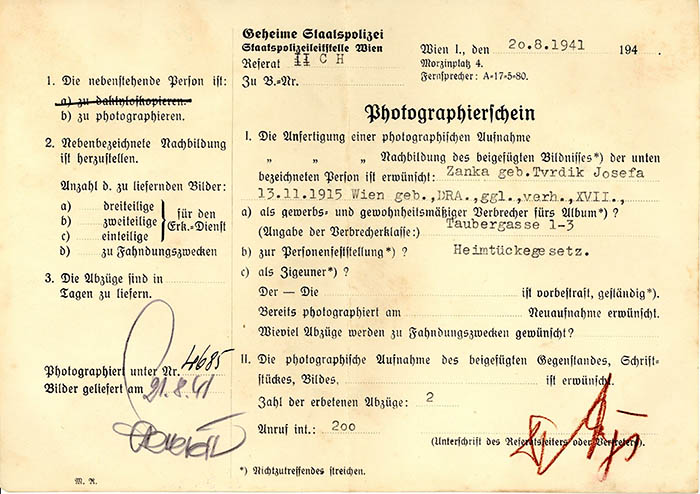 Geheime Staatspolizei
Staatspolizeileitstelle Wien
Referat II C H
Zu B.-Nr.
Wien I., den 20.8.1941 194
Morzinplatz 4.
Fernsprecher: A-17-5-80.
1. Die nebenstehende Person ist:
a) zu daktyloskopieren.
b) zu photographieren.
2. Nebenbezeichnete Nachbildung
ist herzustellen.
Anzahl d. zu liefernden Bilder:
a) dreiteilige
b) zweiteilige
c) einteilige
für den
Erk.-Dienst
d) zu Fahndungszwecken
3. Die Abzüge sind in
Tagen zu liefern.
Photographiert unter Nr. 4685
Bilder geliefert am 21.8.41
M. R.
Photographierschein
I. Die Anfertigung einer photographischen Aufnahme
„ „ „ Nachbildung des beigefügten Bildnisses*) der unten
bezeichneten Person ist erwünscht: Zanka geb.Tvrdik Josefa
13.11.1915 Wien geb.,DRA.,ggl.,verh.,XVII.,
a) als gewerbs- und gewohnheitsmäßiger Verbrecher fürs Album*) ?
(Angabe der Verbrecherklasse:) Taubergasse 1-3
b) zur Personenfeststellung*) ? Heimtückegesetz.
c) als Zigeuner*) ?
Der — Die ist vorbestraft, geständig*).
Bereits photographiert am Neuaufnahme erwünscht.
Wieviel Abzüge werden zu Fahndungszwecken gewünscht?
II. Die photographische Aufnahme des beigefügten Gegenstandes, Schrift-
stückes, Bildes, ist erwünscht.
Zahl der erbetenen Abzüge: 2
Anruf int.: 200
(Unterschrift des Referatsleiters oder Vertreters).
*) Nichtzutreffendes streichen.